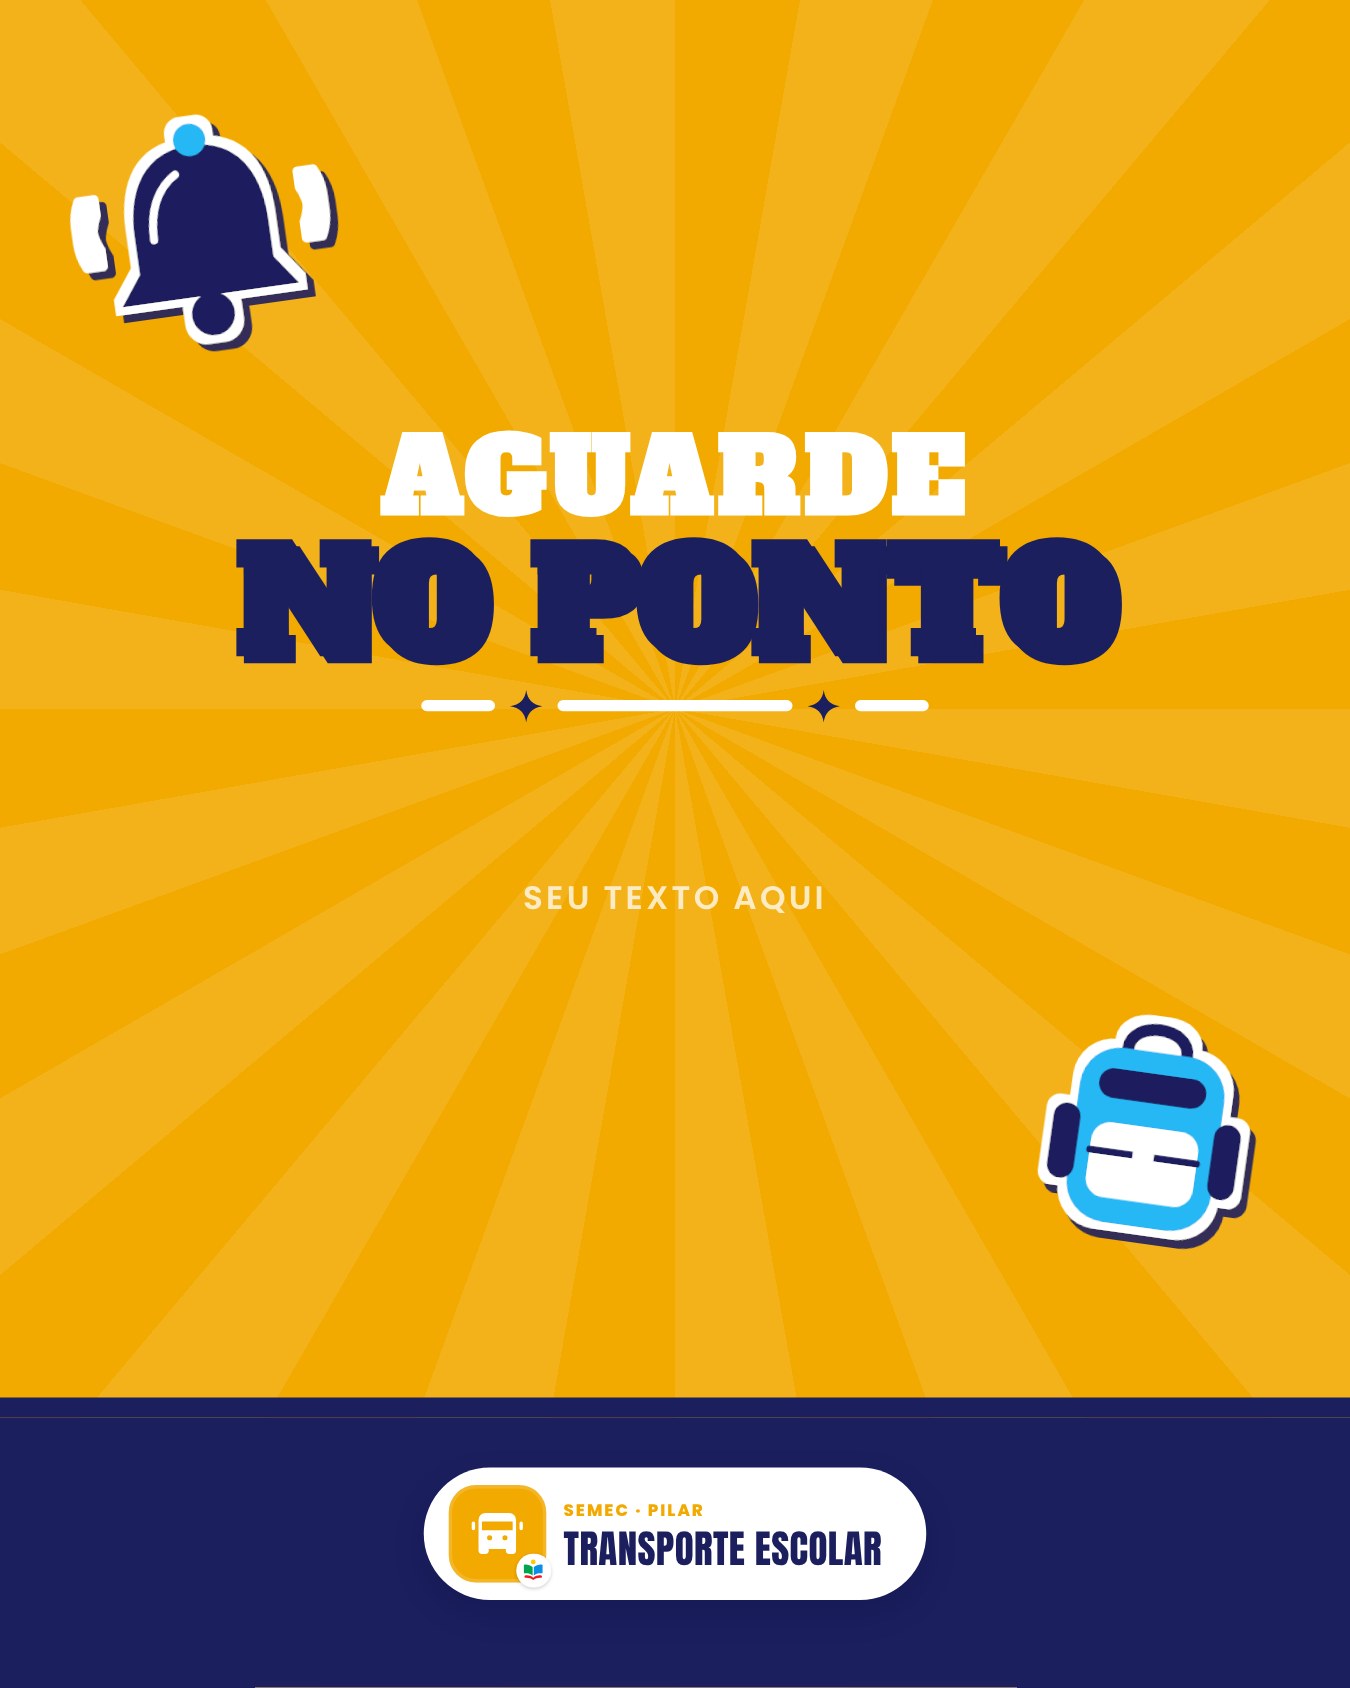 AGUARDE
NO PONTO
SEU TEXTO AQUI
SEMEC · PILAR
TRANSPORTE ESCOLAR